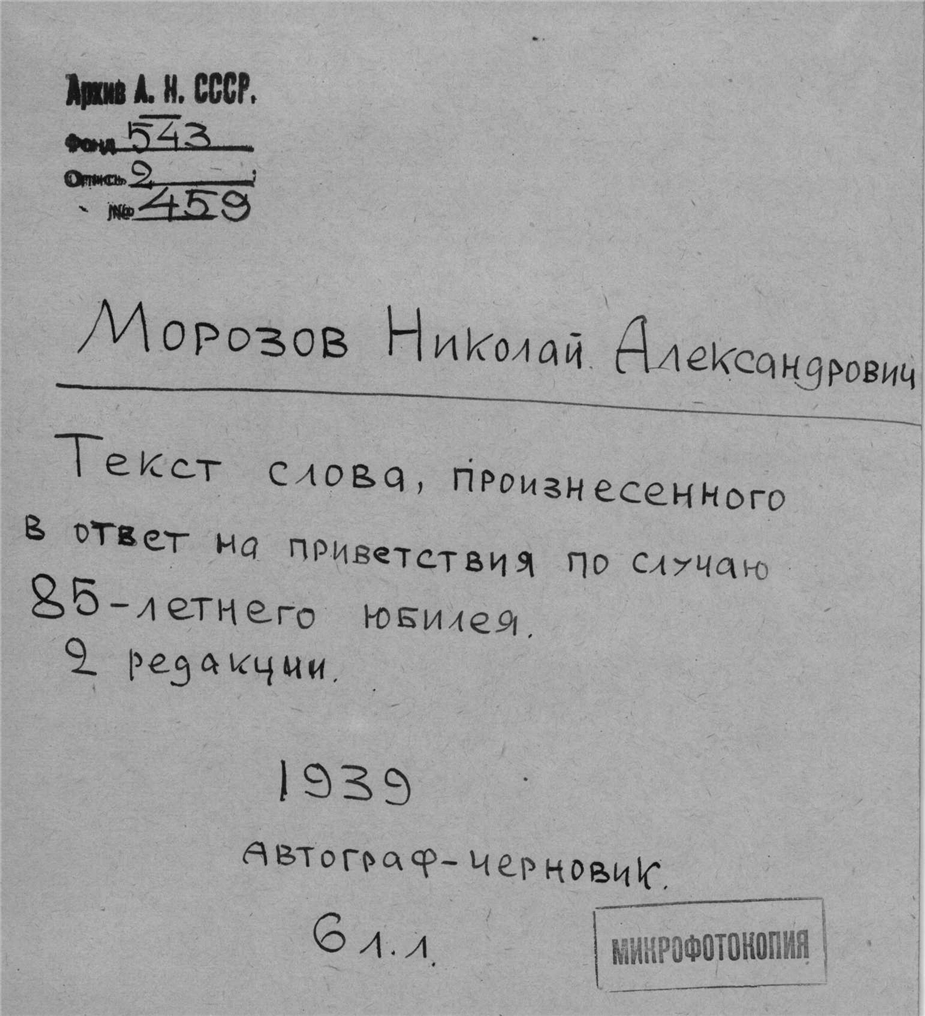 Архив А. Н. СССР.
Фонд 543
Опись 2
№ 459
Морозов Николай Александрович
Текст слова, произнесенного
в ответ на приветствия по случаю
85-летнего юбилея.
2 редакции.
1939
Автограф-черновик.
6 л.л.
МИКРОФОТОКОПИЯ